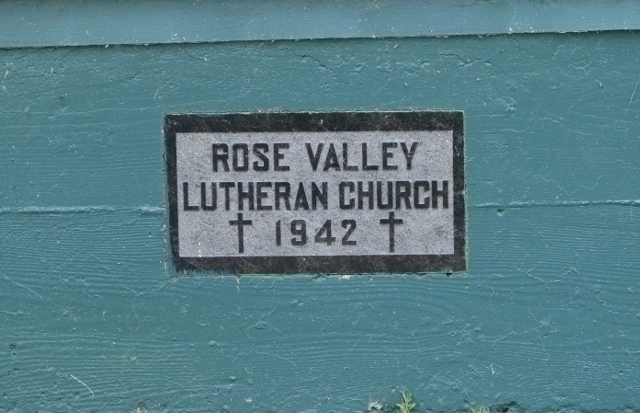 ROSE VALLEY
LUTHERAN CHURCH
† 1942 †